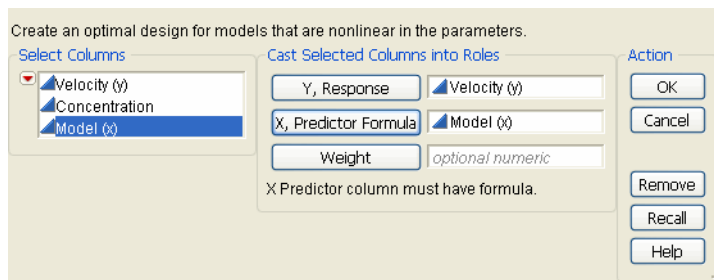 Create an optimal design for models that are nonlinear in the parameters.
Select Columns
Velocity (y)
Concentration
Model (x)
Cast Selected Columns into Roles
Y, Response
Velocity (y)
X, Predictor Formula
Model (x)
Weight
optional numeric
X Predictor column must have formula.
Action
OK
Cancel
Remove
Recall
Help